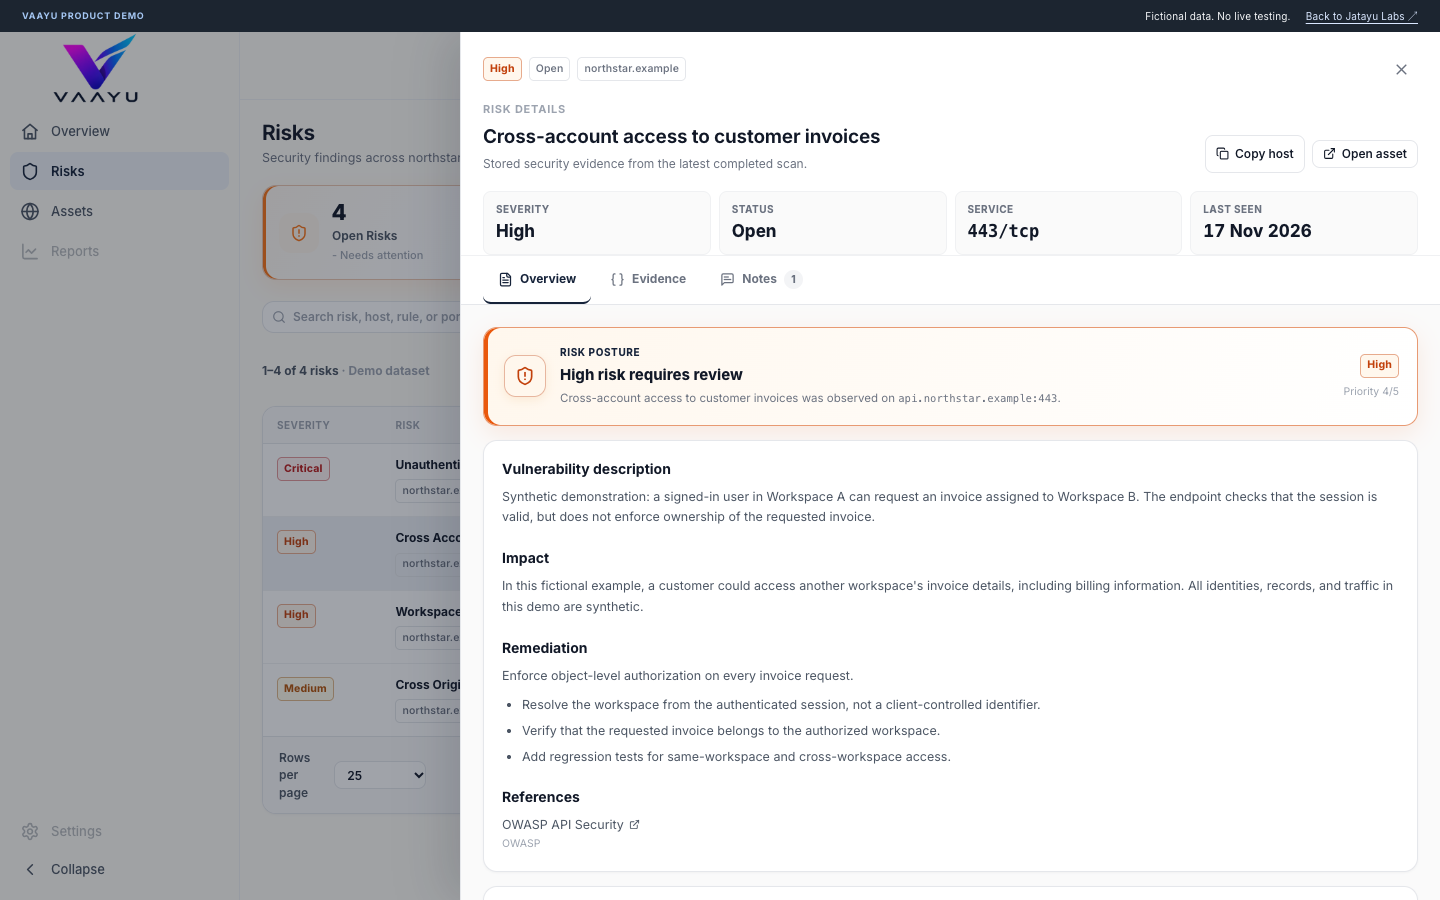 VAAYU PRODUCT DEMO
Fictional data. No live testing.
Back to Jatayu Labs ↗
VAAYU
Overview
Risks
Assets
Reports
Settings
Collapse
Risks
Security findings across northstar
4
Open Risks
- Needs attention
Search risk, host, rule, or por
1–4 of 4 risks · Demo dataset
SEVERITY
RISK
Critical
Unauthenti
northstar.e
High
Cross Acco
northstar.e
High
Workspace
northstar.e
Medium
Cross Origi
northstar.e
Rows
per
page
25
High
Open
northstar.example
RISK DETAILS
Cross-account access to customer invoices
Stored security evidence from the latest completed scan.
Copy host
Open asset
SEVERITY
High
STATUS
Open
SERVICE
443/tcp
LAST SEEN
17 Nov 2026
Overview
{ } Evidence
Notes 1
RISK POSTURE
High risk requires review
Cross-account access to customer invoices was observed on api.northstar.example:443.
High
Priority 4/5
Vulnerability description
Synthetic demonstration: a signed-in user in Workspace A can request an invoice assigned to Workspace B. The endpoint checks that the session is
valid, but does not enforce ownership of the requested invoice.
Impact
In this fictional example, a customer could access another workspace's invoice details, including billing information. All identities, records, and traffic in
this demo are synthetic.
Remediation
Enforce object-level authorization on every invoice request.
• Resolve the workspace from the authenticated session, not a client-controlled identifier.
• Verify that the requested invoice belongs to the authorized workspace.
• Add regression tests for same-workspace and cross-workspace access.
References
OWASP API Security
OWASP